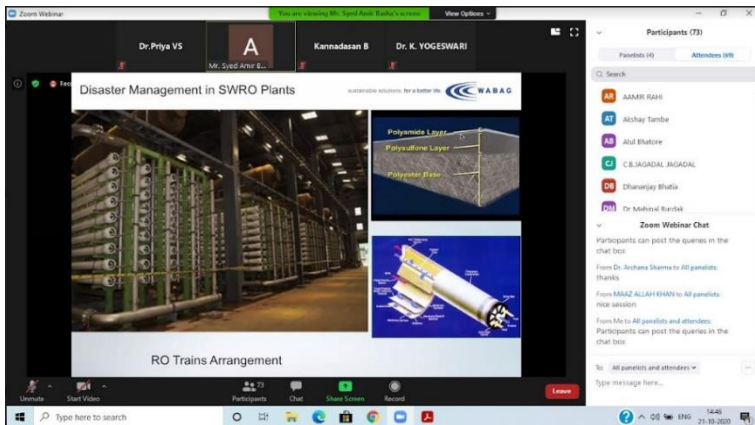 Zoom Webinar
You are viewing Mr. Syed Amir Basha's screen
View Options
Dr.Priya VS
A
Mr. Syed Amir B...
Kannadasan B
Dr. K. YOGESWARI
Rec
Disaster Management in SWRO Plants
sustainable solutions. for a better life.
WABAG
Polyamide Layer
Polysulfone Layer
Polyester Base
RO Trains Arrangement
Participants (73)
Panelists (4)
Attendees (69)
Search
AR AAMIR RAHI
AT Akshay Tambe
AB Atul Bhatore
CJ C.B.JAGADAL JAGADAL
DB Dhananjay Bhatia
DM
Zoom Webinar Chat
Participants can post the queries in the
chat box
From Dr. Archana Sharma to All panelists:
thanks
From MAAZ ALLAH KHAN to All panelists:
nice session
From Me to All panelists and attendees:
Participants can post the queries in the
chat box
To: All panelists and attendees
Type message here...
Unmute
Start Video
73
Participants
Chat
Share Screen
Record
Leave
Type here to search
ENG
14:46
21-10-2020